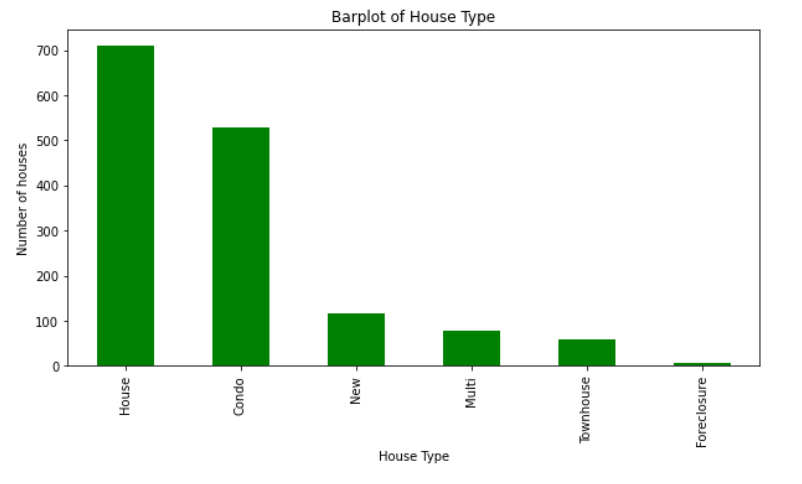 Barplot of House Type
Number of houses
700
600
500
400
300
200
100
0
House
Condo
New
Multi
Townhouse
Foreclosure
House Type